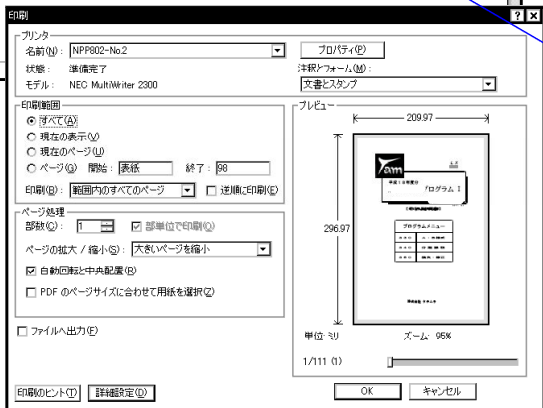 印刷
プリンタ
名前(N): NPP802-No.2
プロパティ(P)
状態: 準備完了
注釈とフォーム(M):
モデル: NEC MultiWriter 2300
文書とスタンプ
印刷範囲
すべて(A)
現在の表示(V)
現在のページ(U)
ページ(G) 開始: 表紙 終了: 98
印刷(B): 範囲内のすべてのページ
逆順に印刷(E)
ページ処理
部数(C): 1
部単位で印刷(O)
ページの拡大 / 縮小(S): 大きいページを縮小
自動回転と中央配置(R)
PDF のページサイズに合わせて用紙を選択(Z)
ファイルへ出力(F)
プレビュー
209.97
296.97
Yam
プログラム I
プログラムメニュー
単位: ミリ
ズーム: 95%
1/111 (1)
印刷のヒント(T)
詳細設定(D)
OK
キャンセル